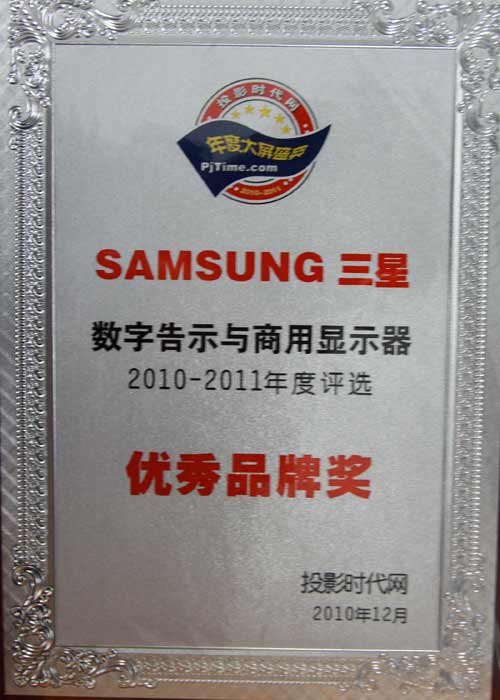 投影时代网
年度大屏盛典
PjTime.com
2010-2011
SAMSUNG 三星
数字告示与商用显示器
2010-2011年度评选
优秀品牌奖
投影时代网
2010年12月